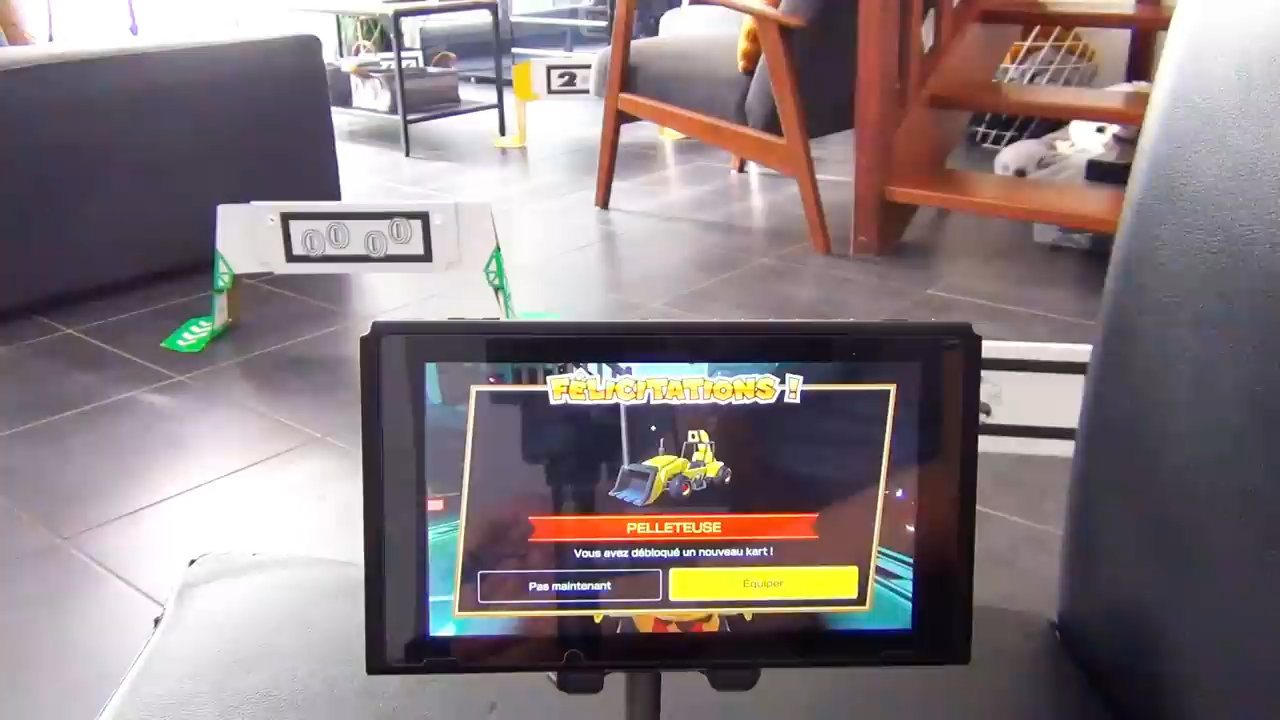 2
FÉLICITATIONS !
PELLETEUSE
Vous avez débloqué un nouveau kart !
Pas maintenant
Équiper